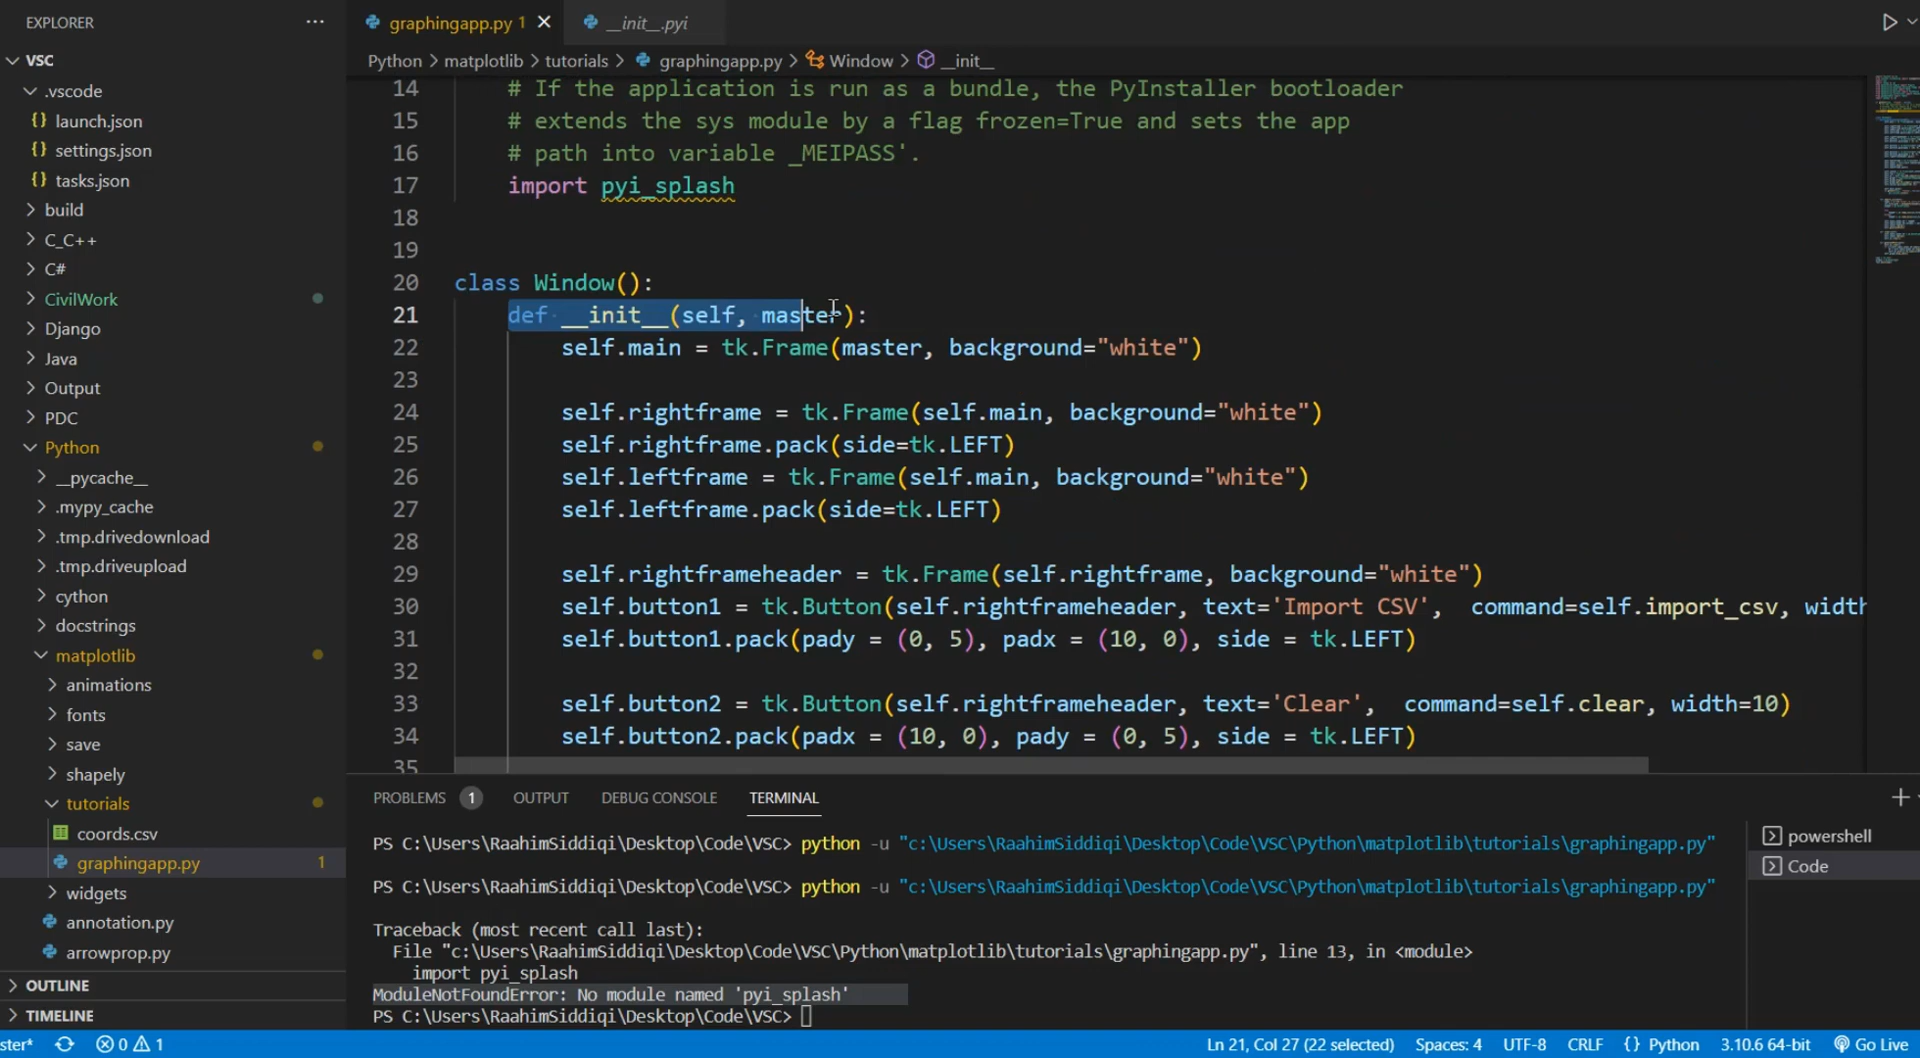 EXPLORER ···
VSC
.vscode
{} launch.json
{} settings.json
{} tasks.json
build
C_C++
C#
CivilWork
Django
Java
Output
PDC
Python
__pycache__
.mypy_cache
.tmp.drivedownload
.tmp.driveupload
cython
docstrings
matplotlib
animations
fonts
save
shapely
tutorials
coords.csv
graphingapp.py 1
widgets
annotation.py
arrowprop.py
OUTLINE
TIMELINE
graphingapp.py 1 __init__.pyi
Python > matplotlib > tutorials > graphingapp.py > Window > __init__
14 # If the application is run as a bundle, the PyInstaller bootloader
15 # extends the sys module by a flag frozen=True and sets the app
16 # path into variable _MEIPASS'.
17 import pyi_splash
18
19
20 class Window():
21 def __init__(self, master):
22 self.main = tk.Frame(master, background="white")
23
24 self.rightframe = tk.Frame(self.main, background="white")
25 self.rightframe.pack(side=tk.LEFT)
26 self.leftframe = tk.Frame(self.main, background="white")
27 self.leftframe.pack(side=tk.LEFT)
28
29 self.rightframeheader = tk.Frame(self.rightframe, background="white")
30 self.button1 = tk.Button(self.rightframeheader, text='Import CSV', command=self.import_csv, width
31 self.button1.pack(pady = (0, 5), padx = (10, 0), side = tk.LEFT)
32
33 self.button2 = tk.Button(self.rightframeheader, text='Clear', command=self.clear, width=10)
34 self.button2.pack(padx = (10, 0), pady = (0, 5), side = tk.LEFT)
35
PROBLEMS 1 OUTPUT DEBUG CONSOLE TERMINAL
PS C:\Users\RaahimSiddiqi\Desktop\Code\VSC> python -u "c:\Users\RaahimSiddiqi\Desktop\Code\VSC\Python\matplotlib\tutorials\graphingapp.py"
PS C:\Users\RaahimSiddiqi\Desktop\Code\VSC> python -u "c:\Users\RaahimSiddiqi\Desktop\Code\VSC\Python\matplotlib\tutorials\graphingapp.py"
Traceback (most recent call last):
File "c:\Users\RaahimSiddiqi\Desktop\Code\VSC\Python\matplotlib\tutorials\graphingapp.py", line 13, in <module>
import pyi_splash
ModuleNotFoundError: No module named 'pyi_splash'
PS C:\Users\RaahimSiddiqi\Desktop\Code\VSC>
powershell
Code
ster* 0 1 Ln 21, Col 27 (22 selected) Spaces: 4 UTF-8 CRLF {} Python 3.10.6 64-bit Go Live